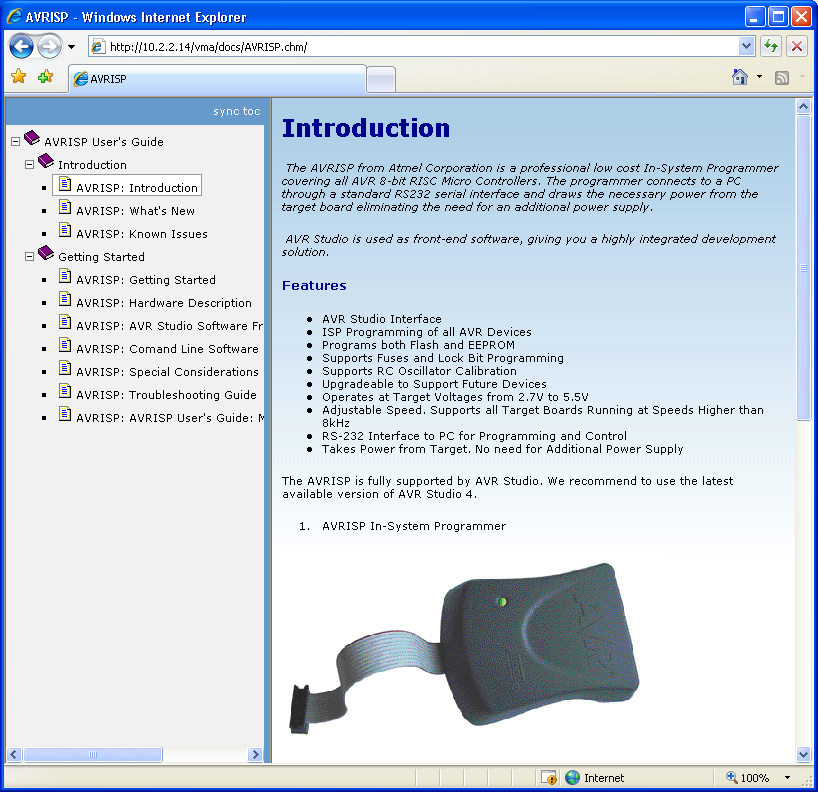 AVRISP - Windows Internet Explorer
http://10.2.2.14/vma/docs/AVRISP.chm/
AVRISP
sync toc
AVRISP User's Guide
Introduction
AVRISP: Introduction
AVRISP: What's New
AVRISP: Known Issues
Getting Started
AVRISP: Getting Started
AVRISP: Hardware Description
AVRISP: AVR Studio Software Fr
AVRISP: Comand Line Software
AVRISP: Special Considerations
AVRISP: Troubleshooting Guide
AVRISP: AVRISP User's Guide: M
Introduction
The AVRISP from Atmel Corporation is a professional low cost In-System Programmer
covering all AVR 8-bit RISC Micro Controllers. The programmer connects to a PC
through a standard RS232 serial interface and draws the necessary power from the
target board eliminating the need for an additional power supply.
AVR Studio is used as front-end software, giving you a highly integrated development
solution.
Features
AVR Studio Interface
ISP Programming of all AVR Devices
Programs both Flash and EEPROM
Supports Fuses and Lock Bit Programming
Supports RC Oscillator Calibration
Upgradeable to Support Future Devices
Operates at Target Voltages from 2.7V to 5.5V
Adjustable Speed. Supports all Target Boards Running at Speeds Higher than
8kHz
RS-232 Interface to PC for Programming and Control
Takes Power from Target. No need for Additional Power Supply
The AVRISP is fully supported by AVR Studio. We recommend to use the latest
available version of AVR Studio 4.
1. AVRISP In-System Programmer
AVR
Internet
100%